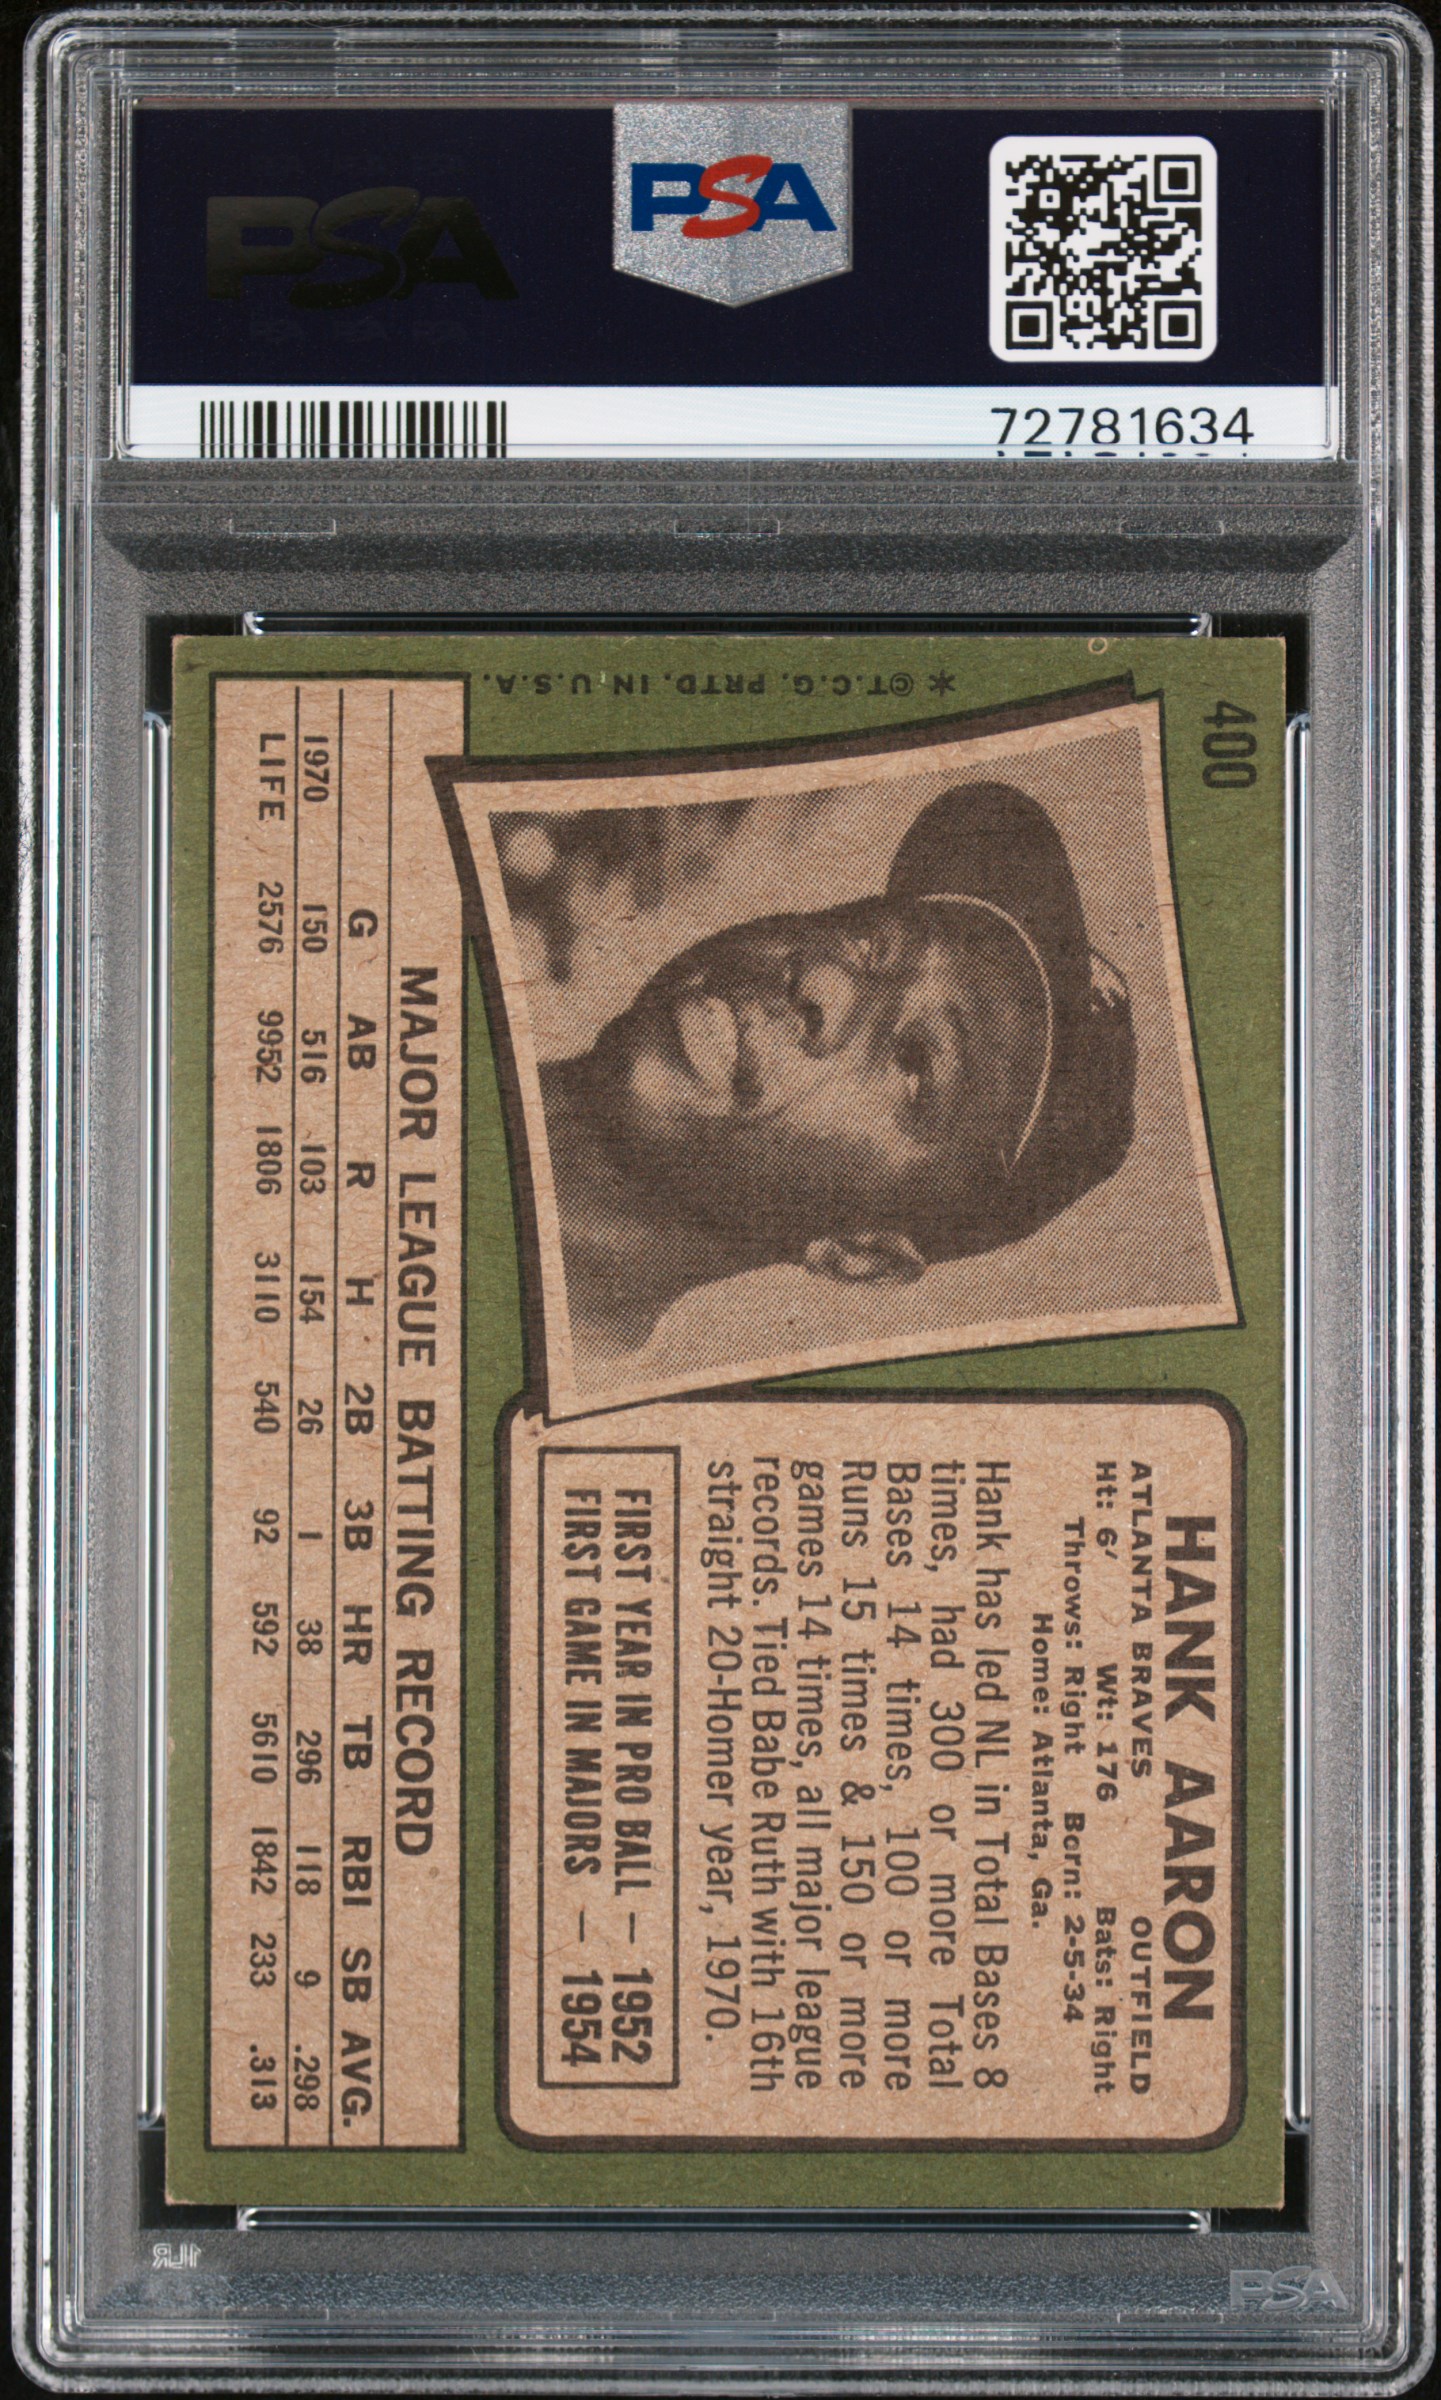 PSA
PSA
72781634
400
* ©T.C.G. PRTD. IN U.S.A.
HANK AARON
ATLANTA BRAVES OUTFIELD
Ht: 6' Wt: 176 Bats: Right
Throws: Right Born: 2-5-34
Home: Atlanta, Ga.
Hank has led NL in Total Bases 8
times, had 300 or more Total
Bases 14 times, 100 or more
Runs 15 times & 150 or more
games 14 times, all major league
records. Tied Babe Ruth with 16th
straight 20-Homer year, 1970.
FIRST YEAR IN PRO BALL — 1952
FIRST GAME IN MAJORS — 1954
MAJOR LEAGUE BATTING RECORD
G AB R H 2B 3B HR TB RBI SB AVG.
1970 150 516 103 154 26 1 38 296 118 9 .298
LIFE 2576 9952 1806 3110 540 92 592 5610 1842 233 .313
1LR
PSA